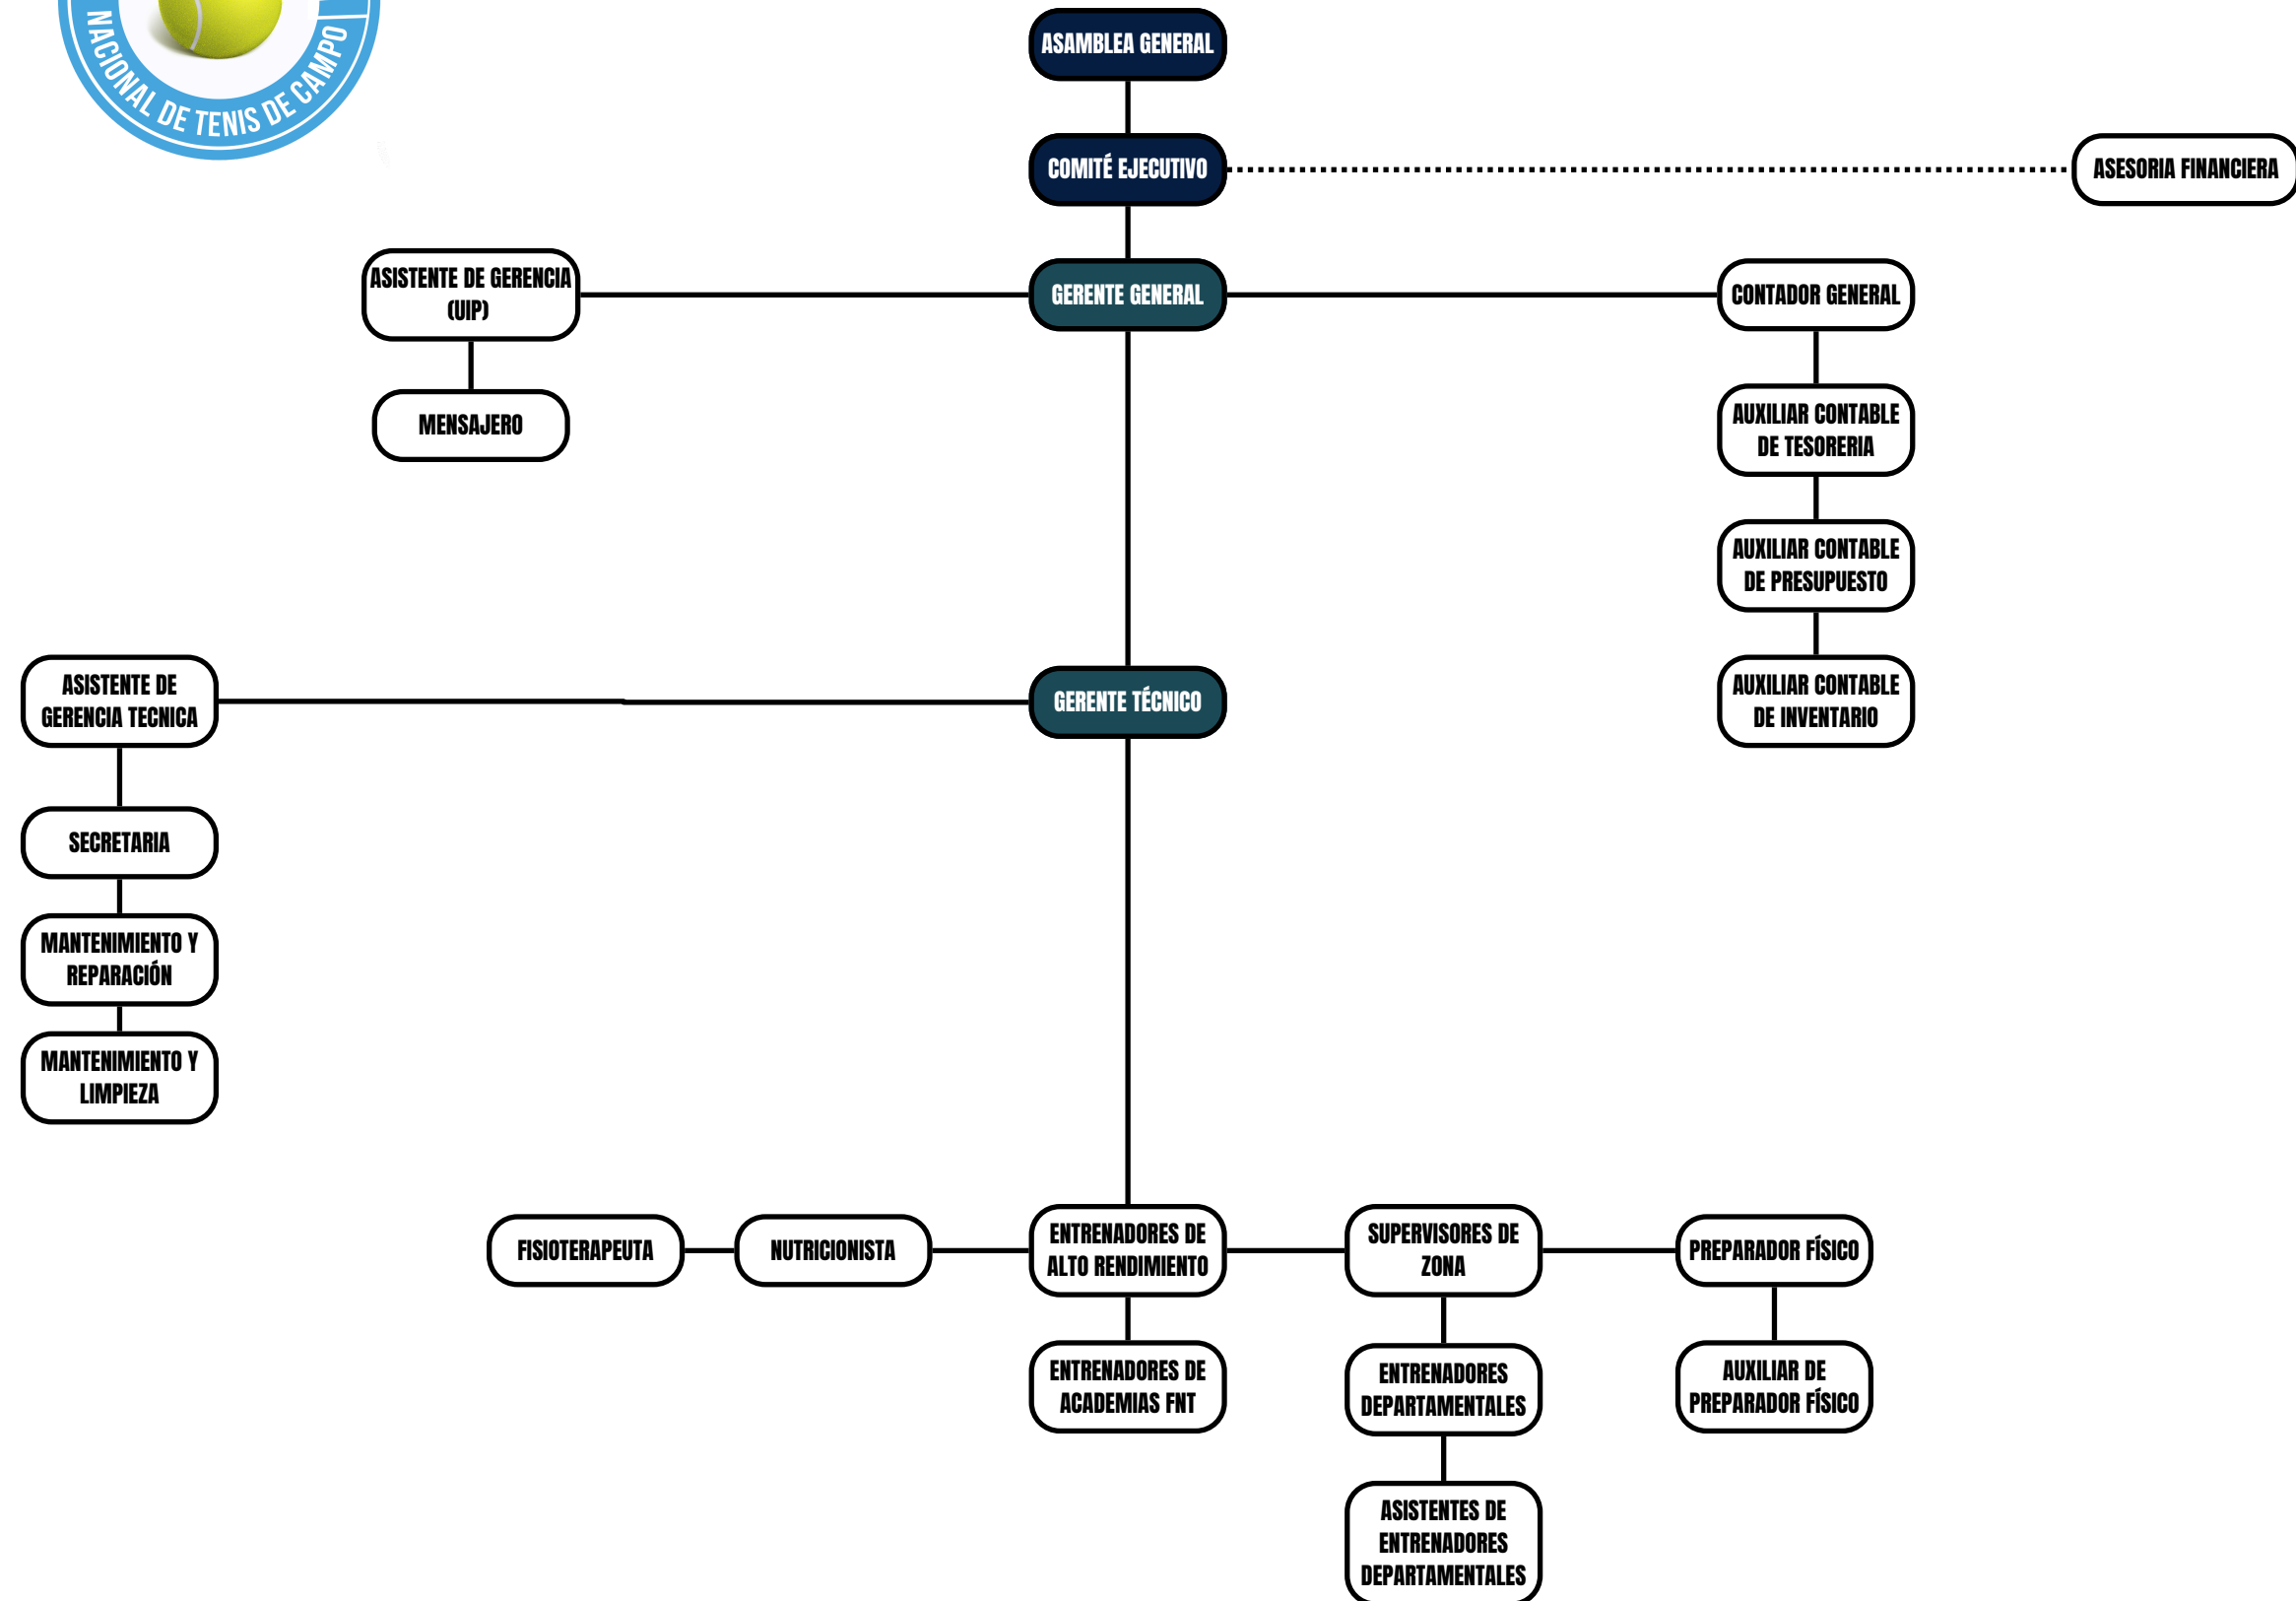 NACIONAL DE TENIS DE CAMPO
ASAMBLEA GENERAL
COMITÉ EJECUTIVO
ASESORIA FINANCIERA
ASISTENTE DE GERENCIA
(UIP)
GERENTE GENERAL
CONTADOR GENERAL
MENSAJERO
AUXILIAR CONTABLE
DE TESORERIA
AUXILIAR CONTABLE
DE PRESUPUESTO
ASISTENTE DE
GERENCIA TECNICA
GERENTE TÉCNICO
AUXILIAR CONTABLE
DE INVENTARIO
SECRETARIA
MANTENIMIENTO Y
REPARACIÓN
MANTENIMIENTO Y
LIMPIEZA
FISIOTERAPEUTA
NUTRICIONISTA
ENTRENADORES DE
ALTO RENDIMIENTO
SUPERVISORES DE
ZONA
PREPARADOR FÍSICO
ENTRENADORES DE
ACADEMIAS FNT
ENTRENADORES
DEPARTAMENTALES
AUXILIAR DE
PREPARADOR FÍSICO
ASISTENTES DE
ENTRENADORES
DEPARTAMENTALES